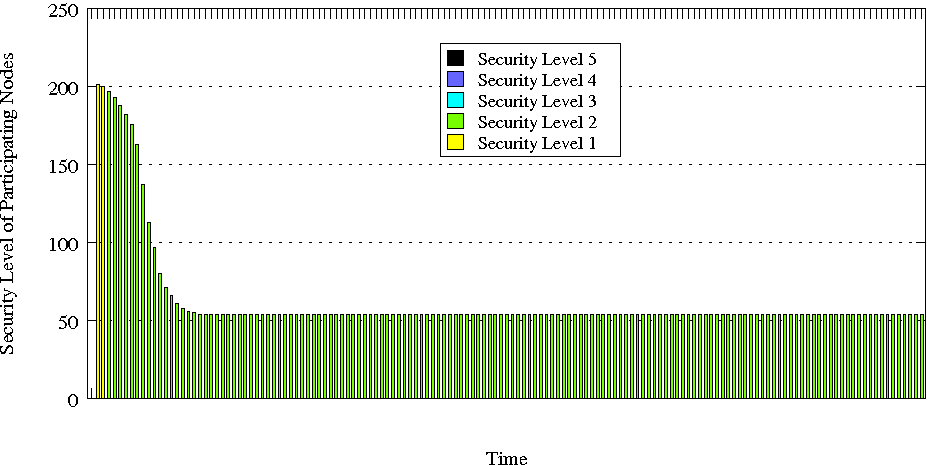 250
200
150
100
50
0
Security Level of Participating Nodes
Security Level 5
Security Level 4
Security Level 3
Security Level 2
Security Level 1
Time